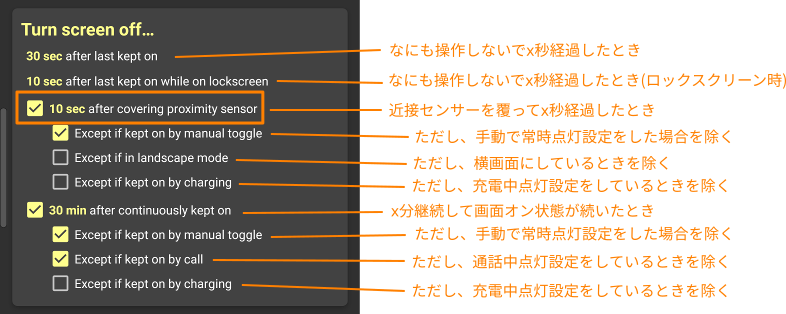 Turn screen off...
30 sec after last kept on
なにも操作しないでx秒経過したとき
10 sec after last kept on while on lockscreen
なにも操作しないでx秒経過したとき(ロックスクリーン時)
10 sec after covering proximity sensor
近接センサーを覆ってx秒経過したとき
Except if kept on by manual toggle
ただし、手動で常時点灯設定をした場合を除く
Except if in landscape mode
ただし、横画面にしているときを除く
Except if kept on by charging
ただし、充電中点灯設定をしているときを除く
30 min after continuously kept on
x分継続して画面オン状態が続いたとき
Except if kept on by manual toggle
ただし、手動で常時点灯設定をした場合を除く
Except if kept on by call
ただし、通話中点灯設定をしているときを除く
Except if kept on by charging
ただし、充電中点灯設定をしているときを除く